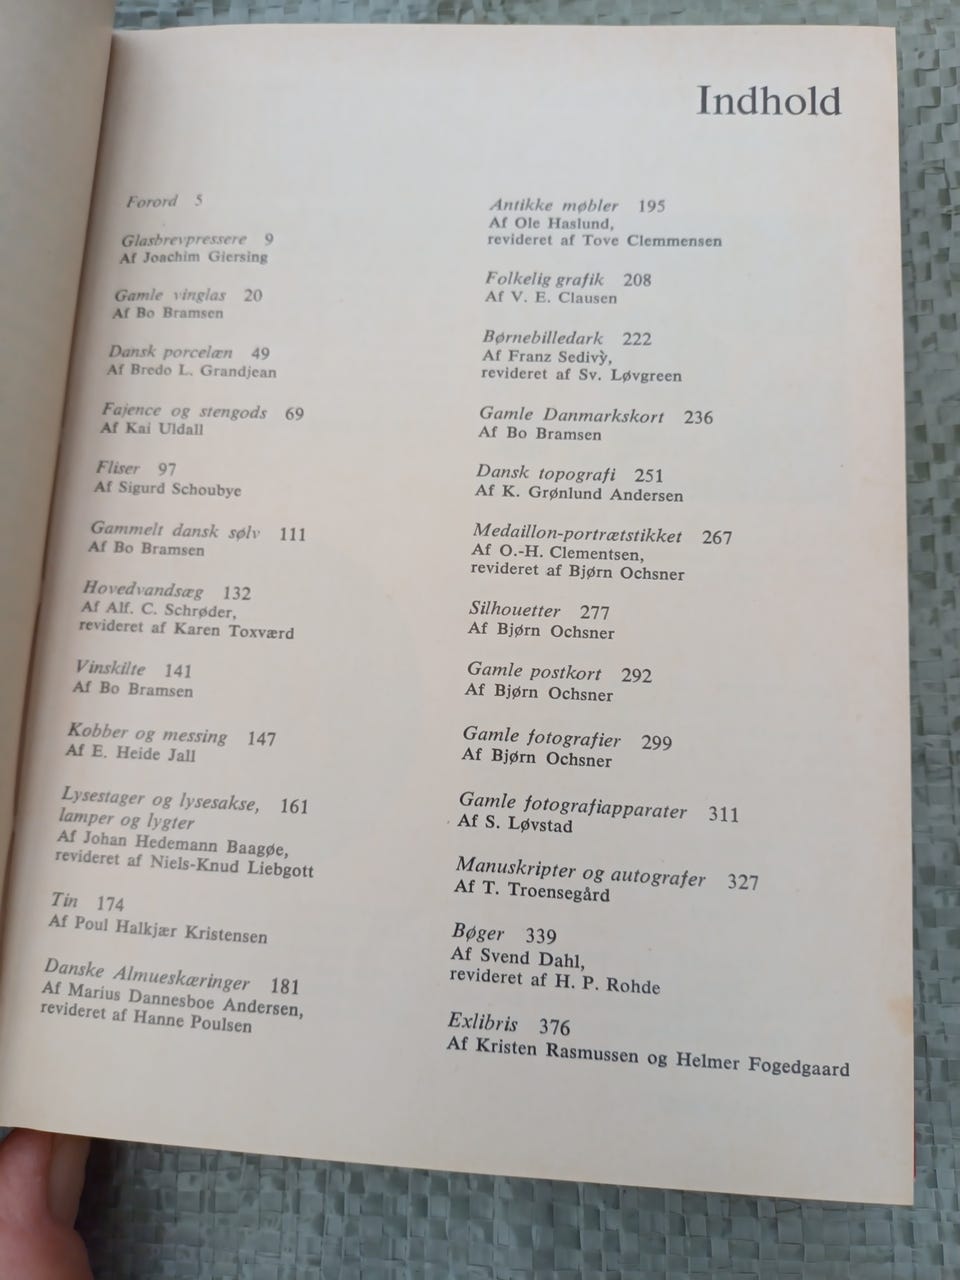 Indhold
Forord 5
Glasbrevpressere 9
Af Joachim Giersing
Gamle vinglas 20
Af Bo Bramsen
Dansk porcelæn 49
Af Bredo L. Grandjean
Fajence og stengods 69
Af Kai Uldall
Fliser 97
Af Sigurd Schoubye
Gammelt dansk sølv 111
Af Bo Bramsen
Hovedvandsæg 132
Af Alf. C. Schrøder,
revideret af Karen Toxværd
Vinskilte 141
Af Bo Bramsen
Kobber og messing 147
Af E. Heide Jall
Lysestager og lysesakse, 161
lamper og lygter
Af Johan Hedemann Baagøe,
revideret af Niels-Knud Liebgott
Tin 174
Af Poul Halkjær Kristensen
Danske Almueskæringer 181
Af Marius Dannesboe Andersen,
revideret af Hanne Poulsen
Antikke møbler 195
Af Ole Haslund,
revideret af Tove Clemmensen
Folkelig grafik 208
Af V. E. Clausen
Børnebilledark 222
Af Franz Sedivỳ,
revideret af Sv. Løvgreen
Gamle Danmarkskort 236
Af Bo Bramsen
Dansk topografi 251
Af K. Grønlund Andersen
Medaillon-portrætstikket 267
Af O.-H. Clementsen,
revideret af Bjørn Ochsner
Silhouetter 277
Af Bjørn Ochsner
Gamle postkort 292
Af Bjørn Ochsner
Gamle fotografier 299
Af Bjørn Ochsner
Gamle fotografiapparater 311
Af S. Løvstad
Manuskripter og autografer 327
Af T. Troensegård
Bøger 339
Af Svend Dahl,
revideret af H. P. Rohde
Exlibris 376
Af Kristen Rasmussen og Helmer Fogedgaard